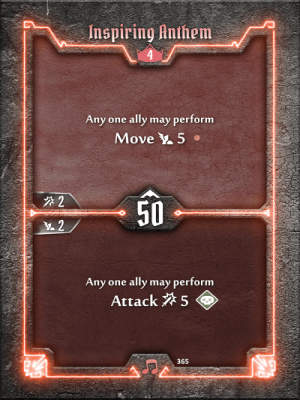 Inspiring Anthem
4
Any one ally may perform
Move 5
2
50
2
Any one ally may perform
Attack 5
365